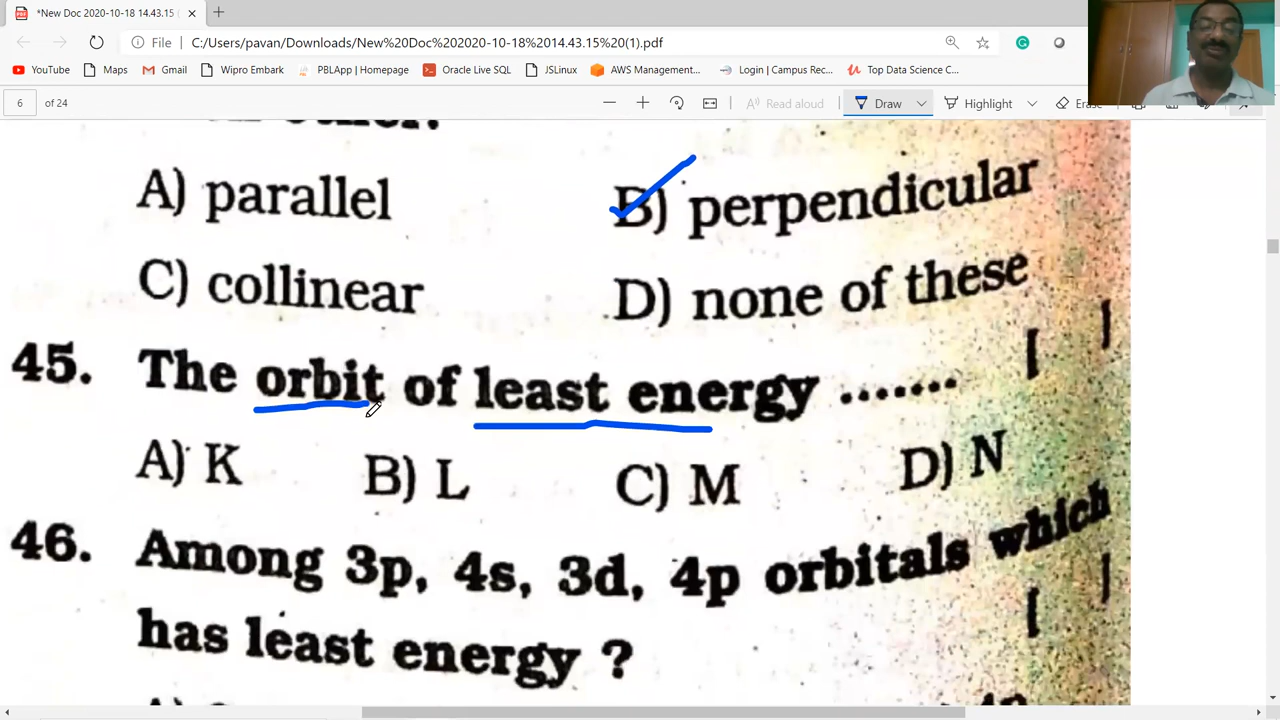 *New Doc 2020-10-18 14.43.15 (
File C:/Users/pavan/Downloads/New%20Doc%202020-10-18%2014.43.15%20(1).pdf
YouTube Maps Gmail Wipro Embark PBLApp | Homepage Oracle Live SQL JSLinux AWS Management... Login | Campus Rec... Top Data Science C...
6 of 24 Read aloud Draw Highlight Erase
A) parallel B) perpendicular
C) collinear D) none of these
45. The orbit of least energy ....... [ ]
A) K B) L C) M D) N
46. Among 3p, 4s, 3d, 4p orbitals which
has least energy ? [ ]